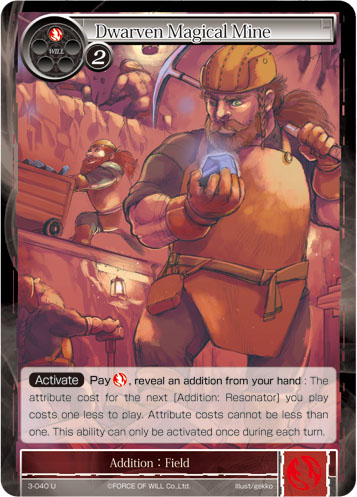 Dwarven Magical Mine
WILL
2
Activate Pay , reveal an addition from your hand : The
attribute cost for the next [Addition: Resonator] you play
costs one less to play. Attribute costs cannot be less than
one. This ability can only be activated once during each turn.
3-040 U
Addition : Field
©FORCE OF WILL Co.,Ltd.
Illust/gekko